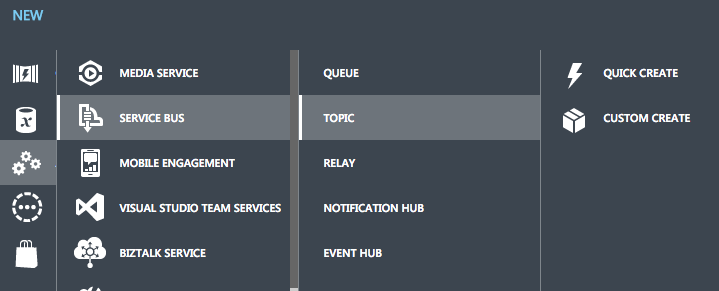 NEW
MEDIA SERVICE
SERVICE BUS
MOBILE ENGAGEMENT
VISUAL STUDIO TEAM SERVICES
BIZTALK SERVICE
QUEUE
TOPIC
RELAY
NOTIFICATION HUB
EVENT HUB
QUICK CREATE
CUSTOM CREATE